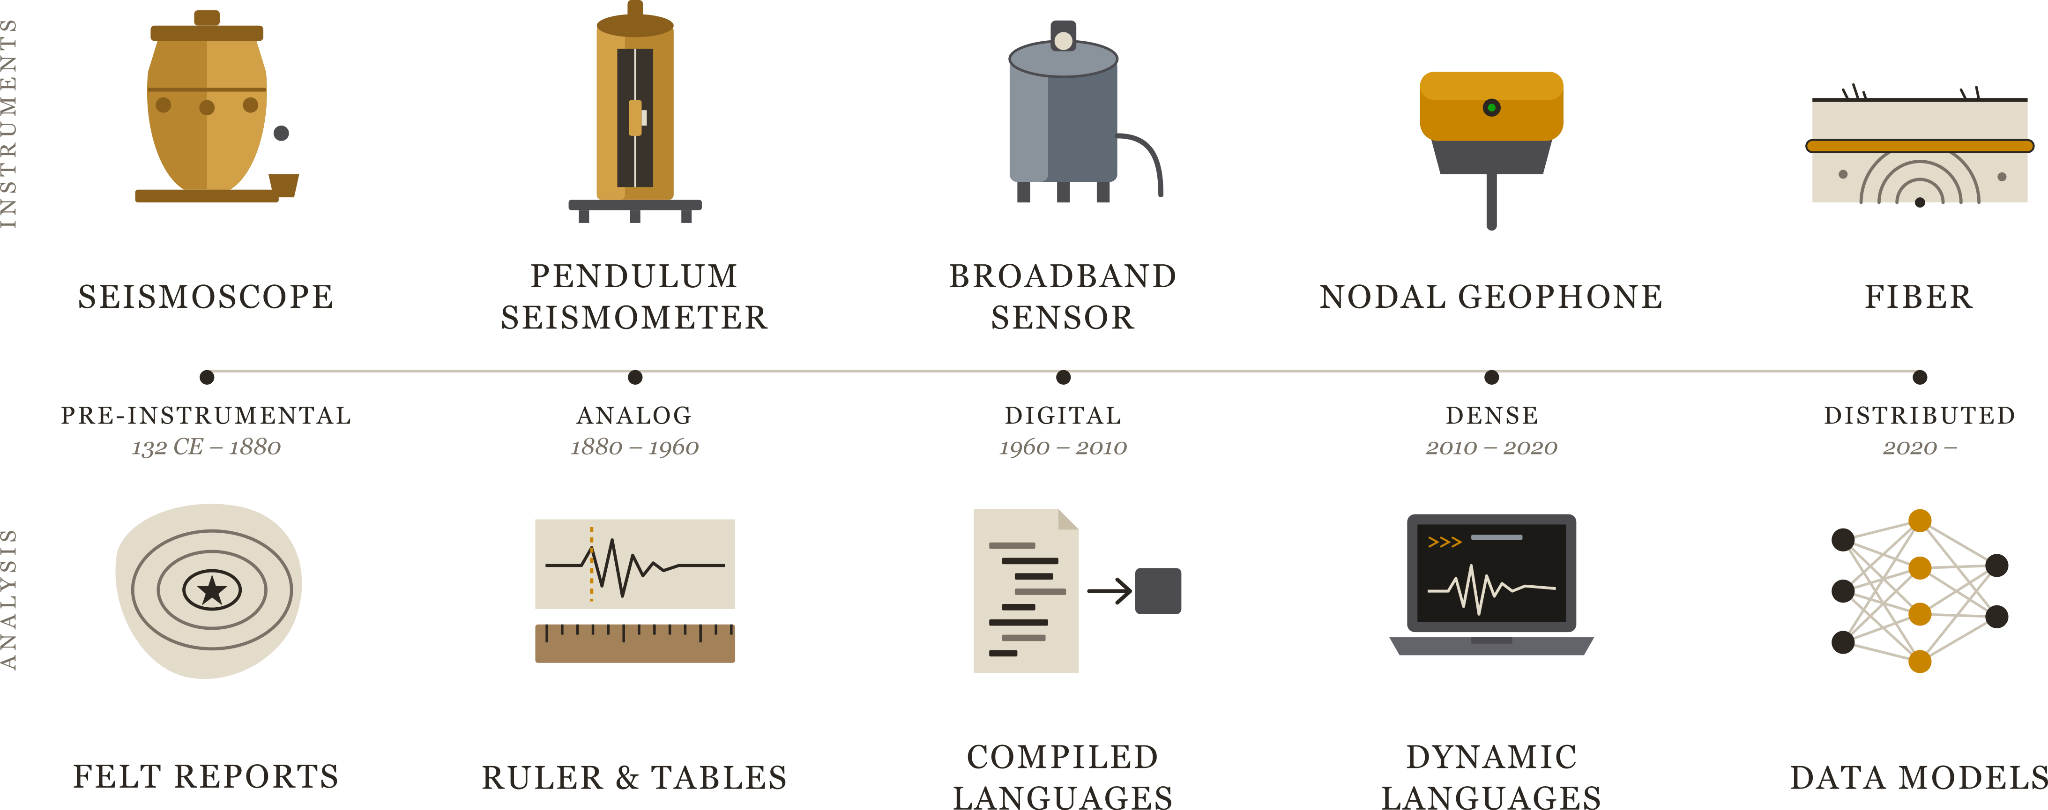 INSTRUMENTS
SEISMOSCOPE
PENDULUM
SEISMOMETER
BROADBAND
SENSOR
NODAL GEOPHONE
FIBER
PRE-INSTRUMENTAL
132 CE – 1880
ANALOG
1880 – 1960
DIGITAL
1960 – 2010
DENSE
2010 – 2020
DISTRIBUTED
2020 –
ANALYSIS
>>>
FELT REPORTS
RULER & TABLES
COMPILED
LANGUAGES
DYNAMIC
LANGUAGES
DATA MODELS